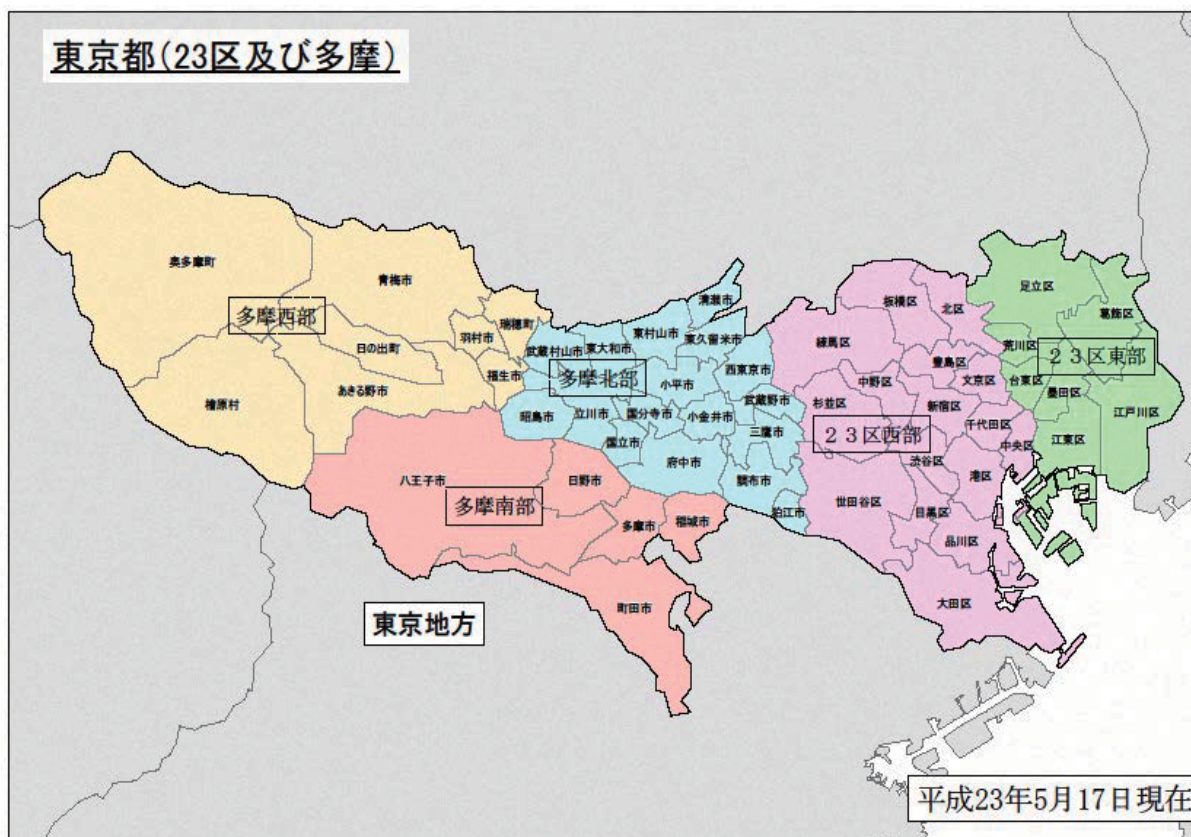 東京都(23区及び多摩)
奥多摩町
青梅市
多摩西部
瑞穂町
羽村市
日の出町
福生市
あきる野市
檜原村
清瀬市
東村山市
東久留米市
武蔵村山市
東大和市
西東京市
多摩北部
小平市
武蔵野市
昭島市
立川市
国分寺市
小金井市
三鷹市
国立市
府中市
調布市
狛江市
八王子市
日野市
多摩南部
多摩市
稲城市
町田市
板橋区
北区
練馬区
豊島区
文京区
中野区
杉並区
新宿区
千代田区
23区西部
中央区
渋谷区
港区
世田谷区
目黒区
品川区
大田区
足立区
葛飾区
荒川区
23区東部
台東区
墨田区
江戸川区
江東区
東京地方
平成23年5月17日現在